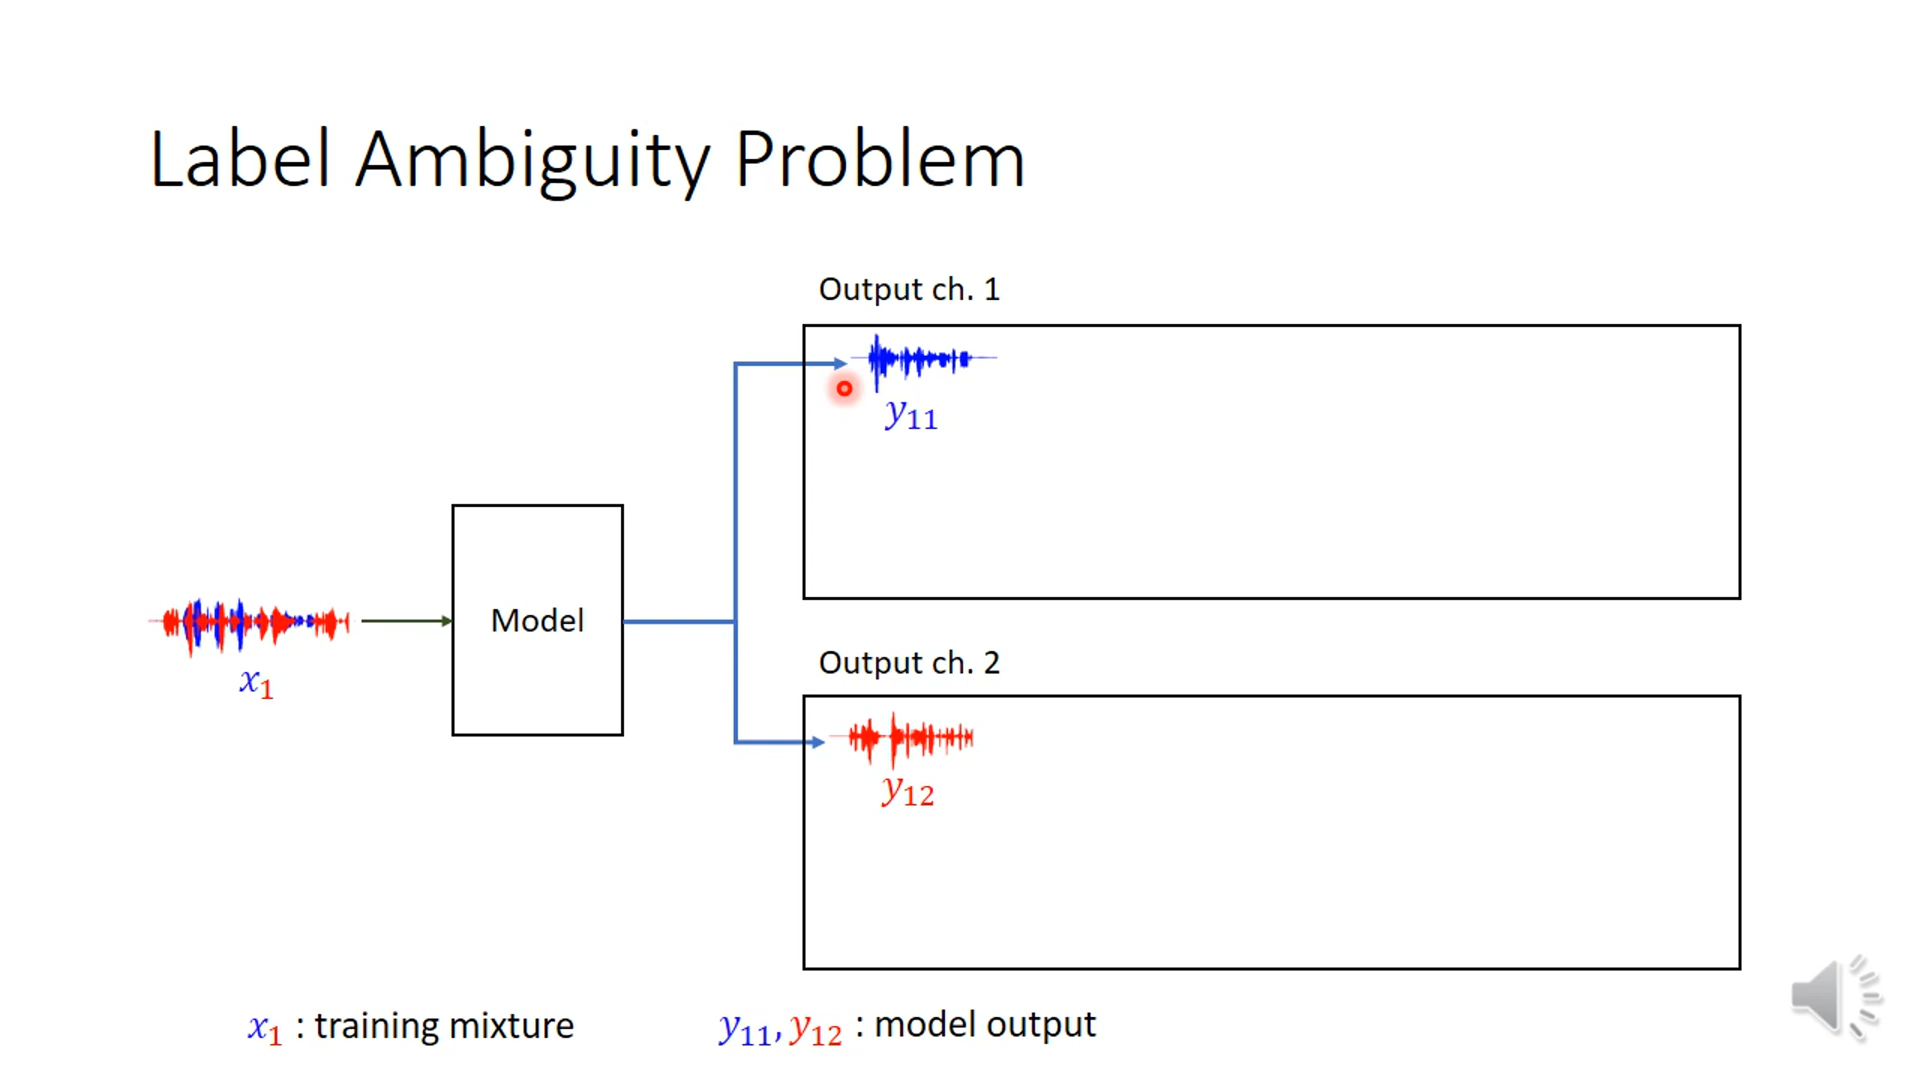 Label Ambiguity Problem
Output ch. 1
y₁₁
Model
x₁
Output ch. 2
y₁₂
x₁ : training mixture
y₁₁, y₁₂ : model output